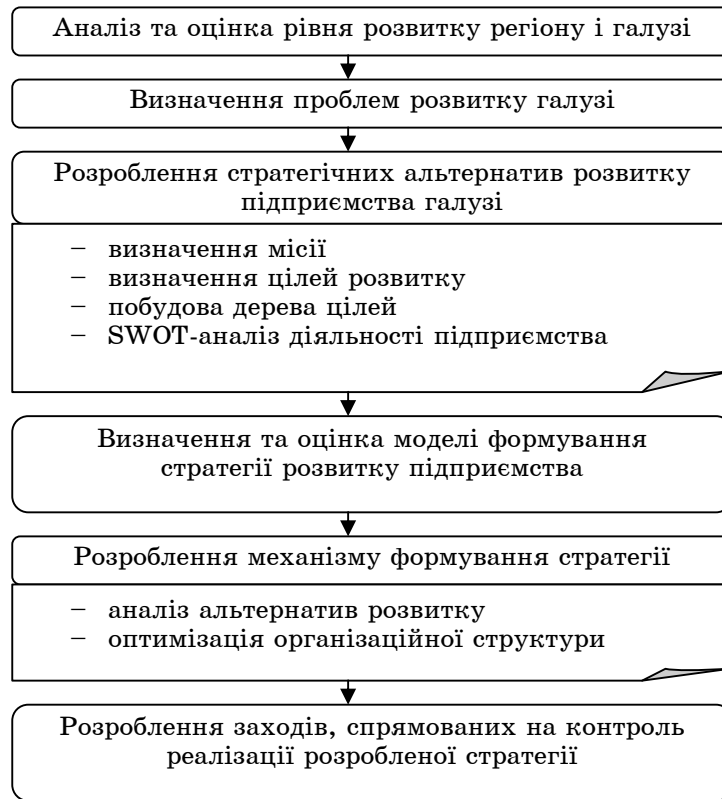 Аналіз та оцінка рівня розвитку регіону і галузі
Визначення проблем розвитку галузі
Розроблення стратегічних альтернатив розвитку
підприємства галузі
– визначення місії
– визначення цілей розвитку
– побудова дерева цілей
– SWOT-аналіз діяльності підприємства
Визначення та оцінка моделі формування
стратегії розвитку підприємства
Розроблення механізму формування стратегії
– аналіз альтернатив розвитку
– оптимізація організаційної структури
Розроблення заходів, спрямованих на контроль
реалізації розробленої стратегії